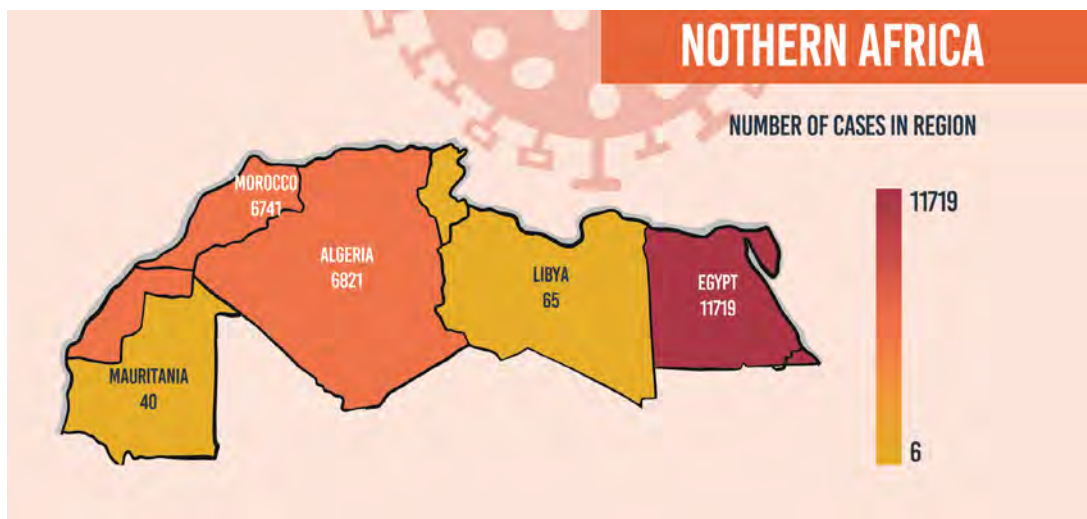 NOTHERN AFRICA
NUMBER OF CASES IN REGION
11719
6
MOROCCO
6741
ALGERIA
6821
LIBYA
65
EGYPT
11719
MAURITANIA
40